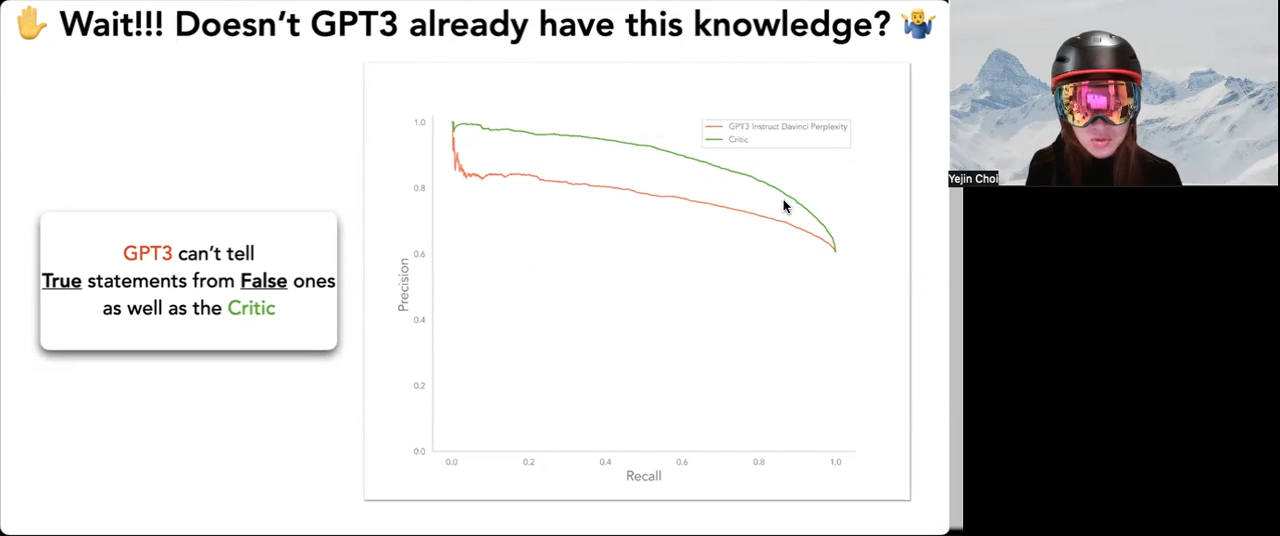 ✋ Wait!!! Doesn't GPT3 already have this knowledge? 🤷‍♂️
GPT3 can't tell
True statements from False ones
as well as the Critic
GPT3 Instruct Davinci Perplexity
Critic
1.0
0.8
0.6
0.4
0.2
0.0
Precision
0.0 0.2 0.4 0.6 0.8 1.0
Recall
Yejin Choi